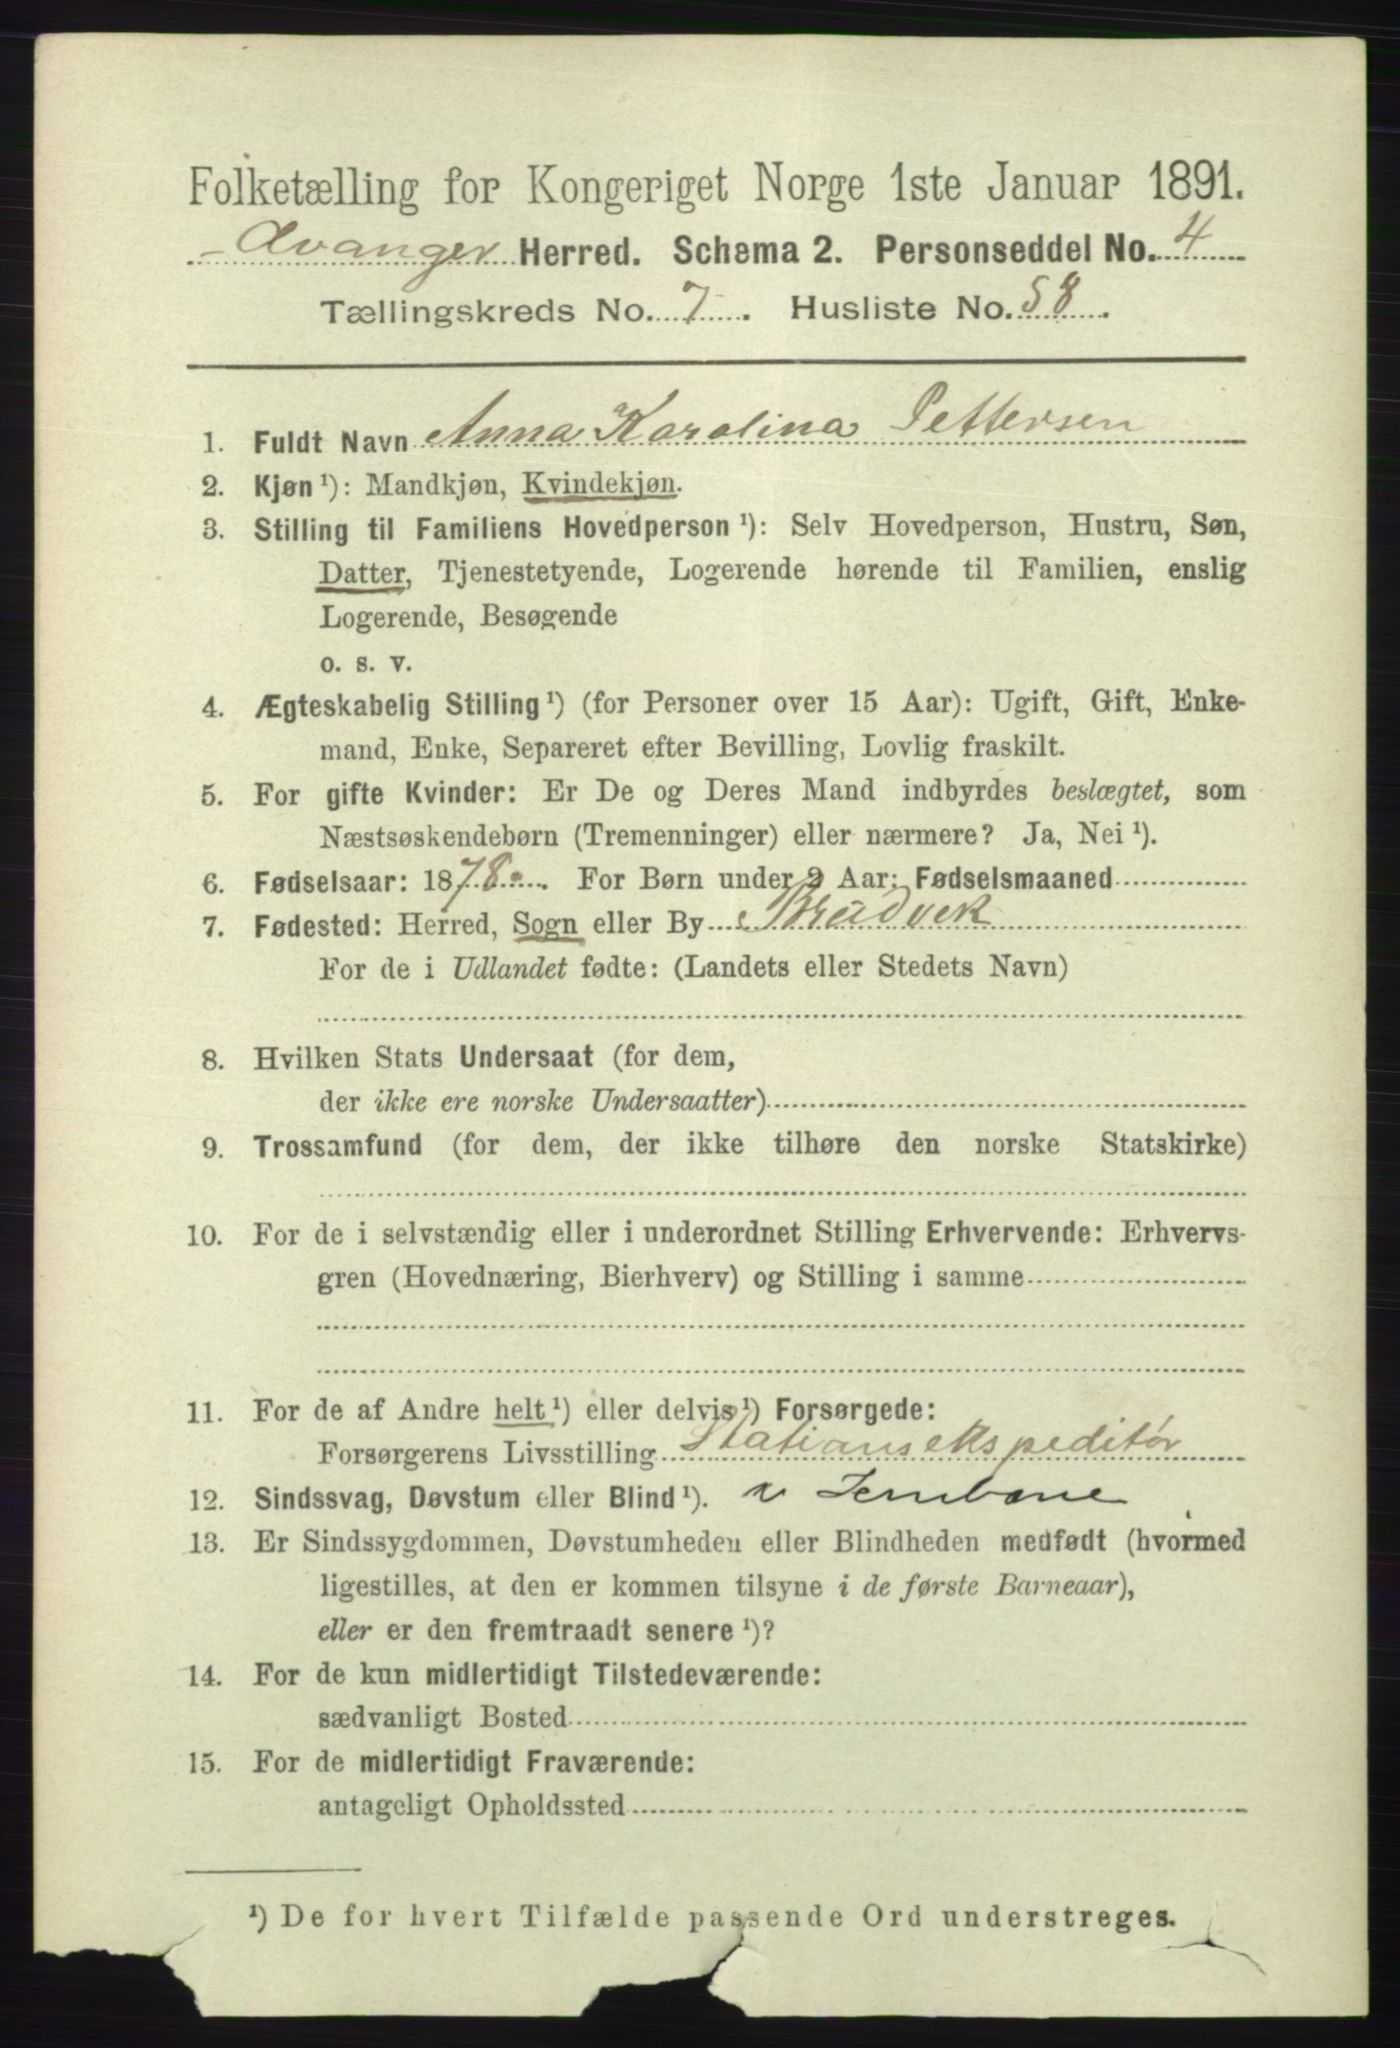 Folketælling for Kongeriget Norge 1ste Januar 1891.
Avanger Herred. Schema 2. Personseddel No. 4
Tællingskreds No. 7. Husliste No. 58.
1. Fuldt Navn Anna Karolina Pettersen
2. Kjøn ¹): Mandkjøn, Kvindekjøn.
3. Stilling til Familiens Hovedperson ¹): Selv Hovedperson, Hustru, Søn,
Datter, Tjenestetyende, Logerende hørende til Familien, enslig
Logerende, Besøgende
o. s. v.
4. Ægteskabelig Stilling ¹) (for Personer over 15 Aar): Ugift, Gift, Enke-
mand, Enke, Separeret efter Bevilling, Lovlig fraskilt.
5. For gifte Kvinder: Er De og Deres Mand indbyrdes beslægtet, som
Næstsøskendebørn (Tremenninger) eller nærmere? Ja, Nei ¹).
6. Fødselsaar: 1878. For Børn under 2 Aar: Fødselsmaaned
7. Fødested: Herred, Sogn eller By
For de i Udlandet fødte: (Landets eller Stedets Navn)
8. Hvilken Stats Undersaat (for dem,
der ikke ere norske Undersaatter)
9. Trossamfund (for dem, der ikke tilhøre den norske Statskirke)
10. For de i selvstændig eller i underordnet Stilling Erhvervende: Erhvervs-
gren (Hovednæring, Bierhverv) og Stilling i samme
11. For de af Andre helt ¹) eller delvis ¹) Forsørgede:
Forsørgerens Livsstilling Stationsekspeditør
12. Sindssvag, Døvstum eller Blind ¹). v Jernbane
13. Er Sindssygdommen, Døvstumheden eller Blindheden medfødt (hvormed
ligestilles, at den er kommen tilsyne i de første Barneaar),
eller er den fremtraadt senere ¹)?
14. For de kun midlertidigt Tilstedeværende:
sædvanligt Bosted
15. For de midlertidigt Fraværende:
antageligt Opholdssted
¹) De for hvert Tilfælde passende Ord understreges.